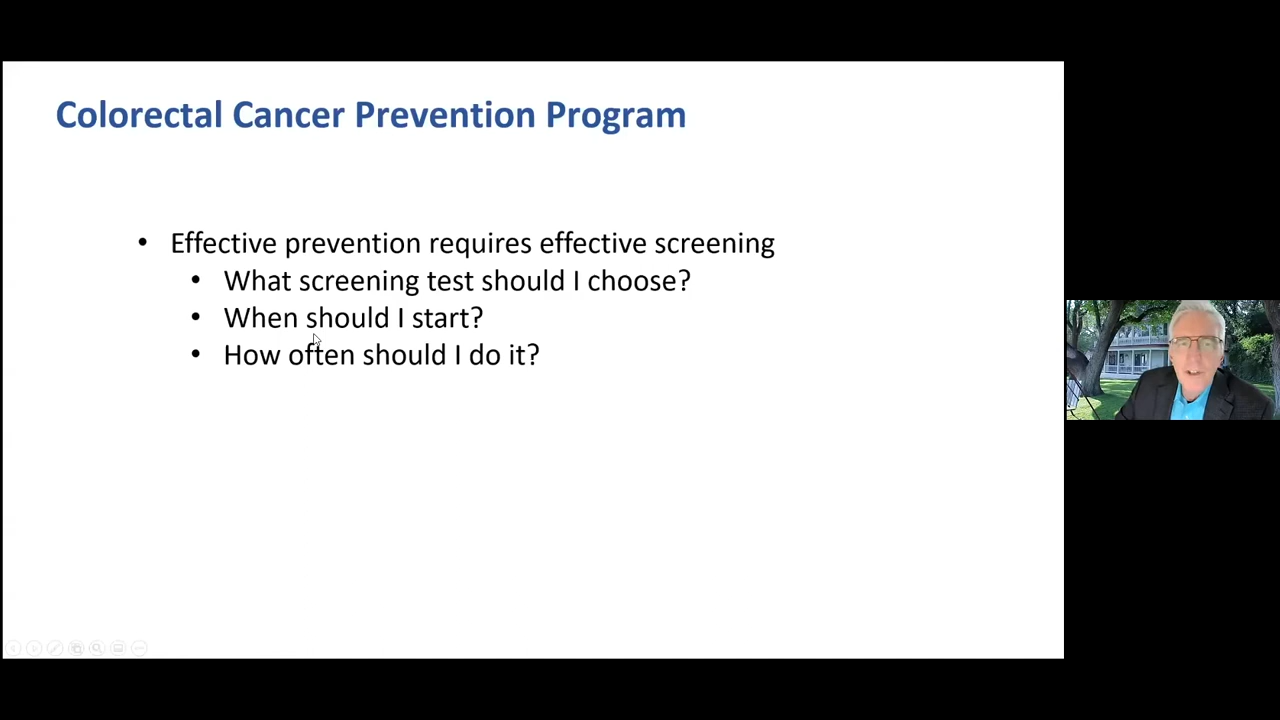 Colorectal Cancer Prevention Program
• Effective prevention requires effective screening
• What screening test should I choose?
• When should I start?
• How often should I do it?